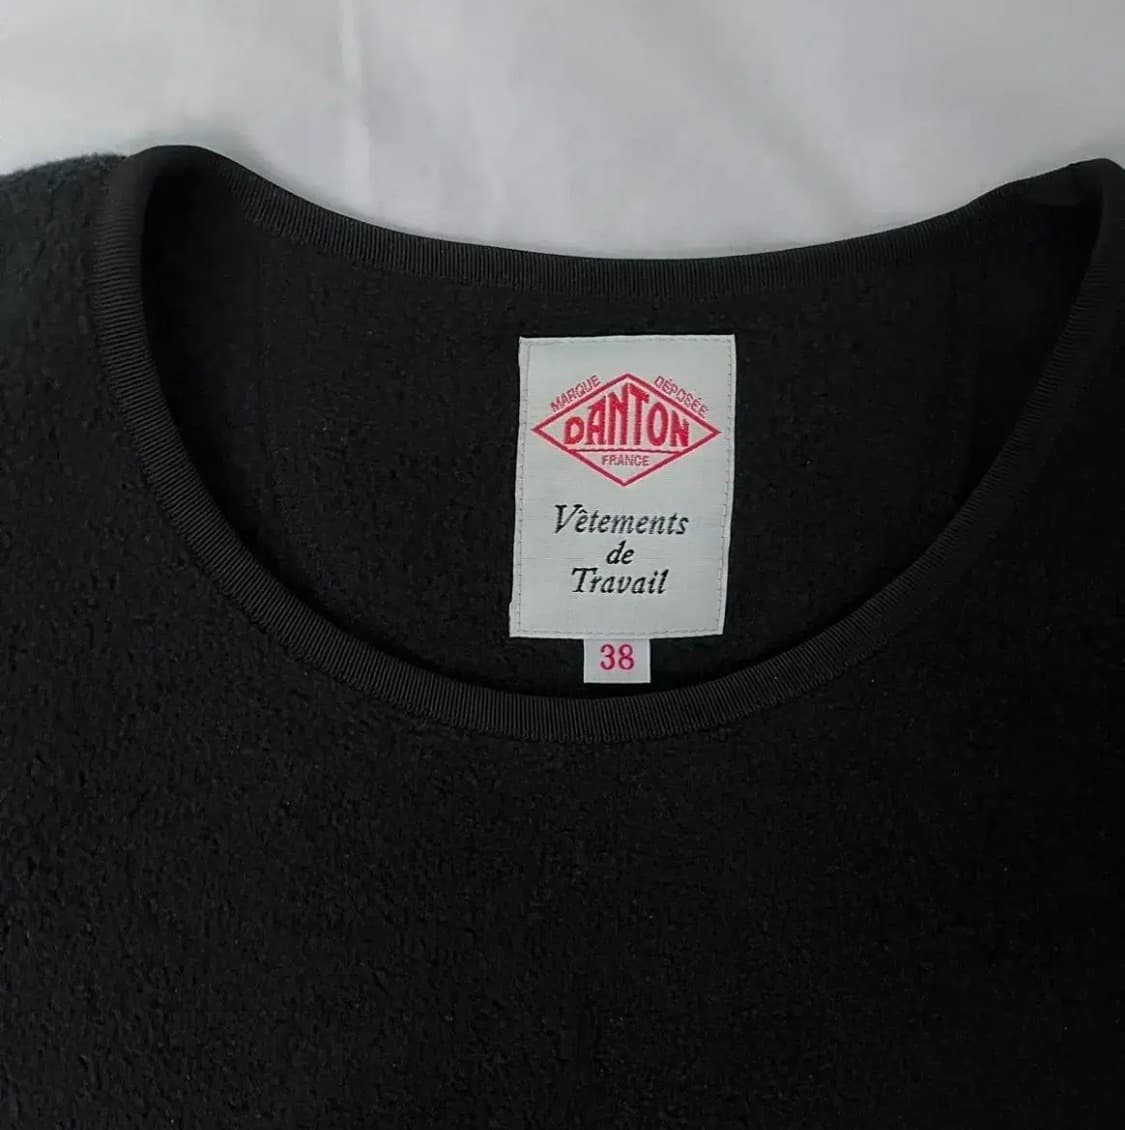 MARQUE DÉPOSÉE
DANTON
FRANCE
Vêtements
de
Travail
38